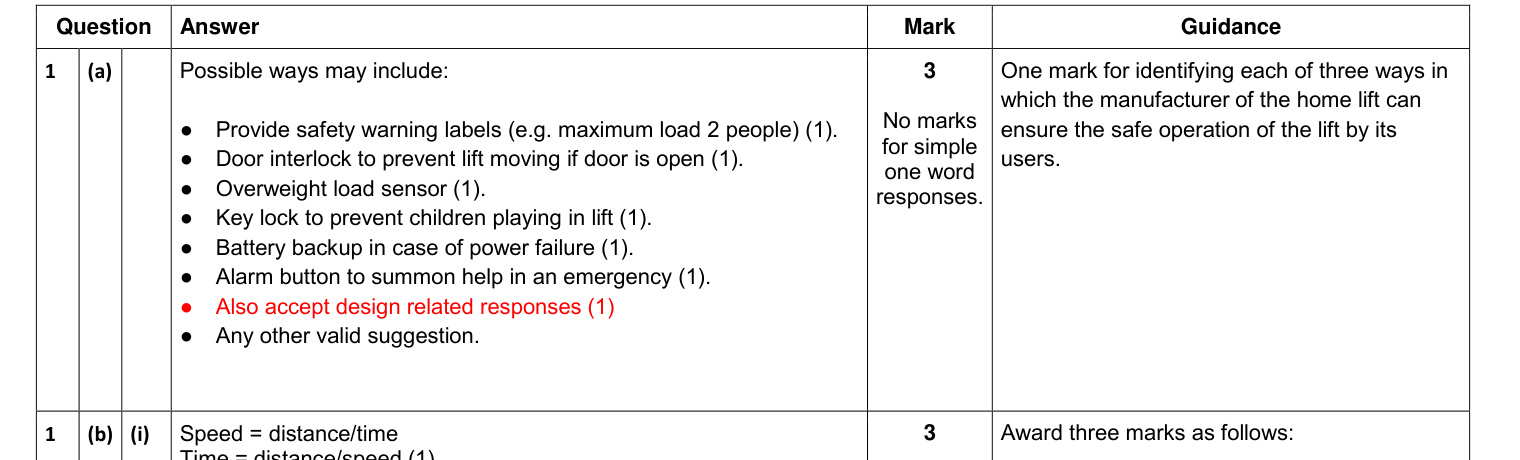 Question Answer Mark Guidance
1 (a) Possible ways may include: 3 One mark for identifying each of three ways in
which the manufacturer of the home lift can
ensure the safe operation of the lift by its
users.
No marks
for simple
one word
responses.
● Provide safety warning labels (e.g. maximum load 2 people) (1).
● Door interlock to prevent lift moving if door is open (1).
● Overweight load sensor (1).
● Key lock to prevent children playing in lift (1).
● Battery backup in case of power failure (1).
● Alarm button to summon help in an emergency (1).
● Also accept design related responses (1)
● Any other valid suggestion.
1 (b) (i) Speed = distance/time 3 Award three marks as follows:
Time = distance/speed (1)